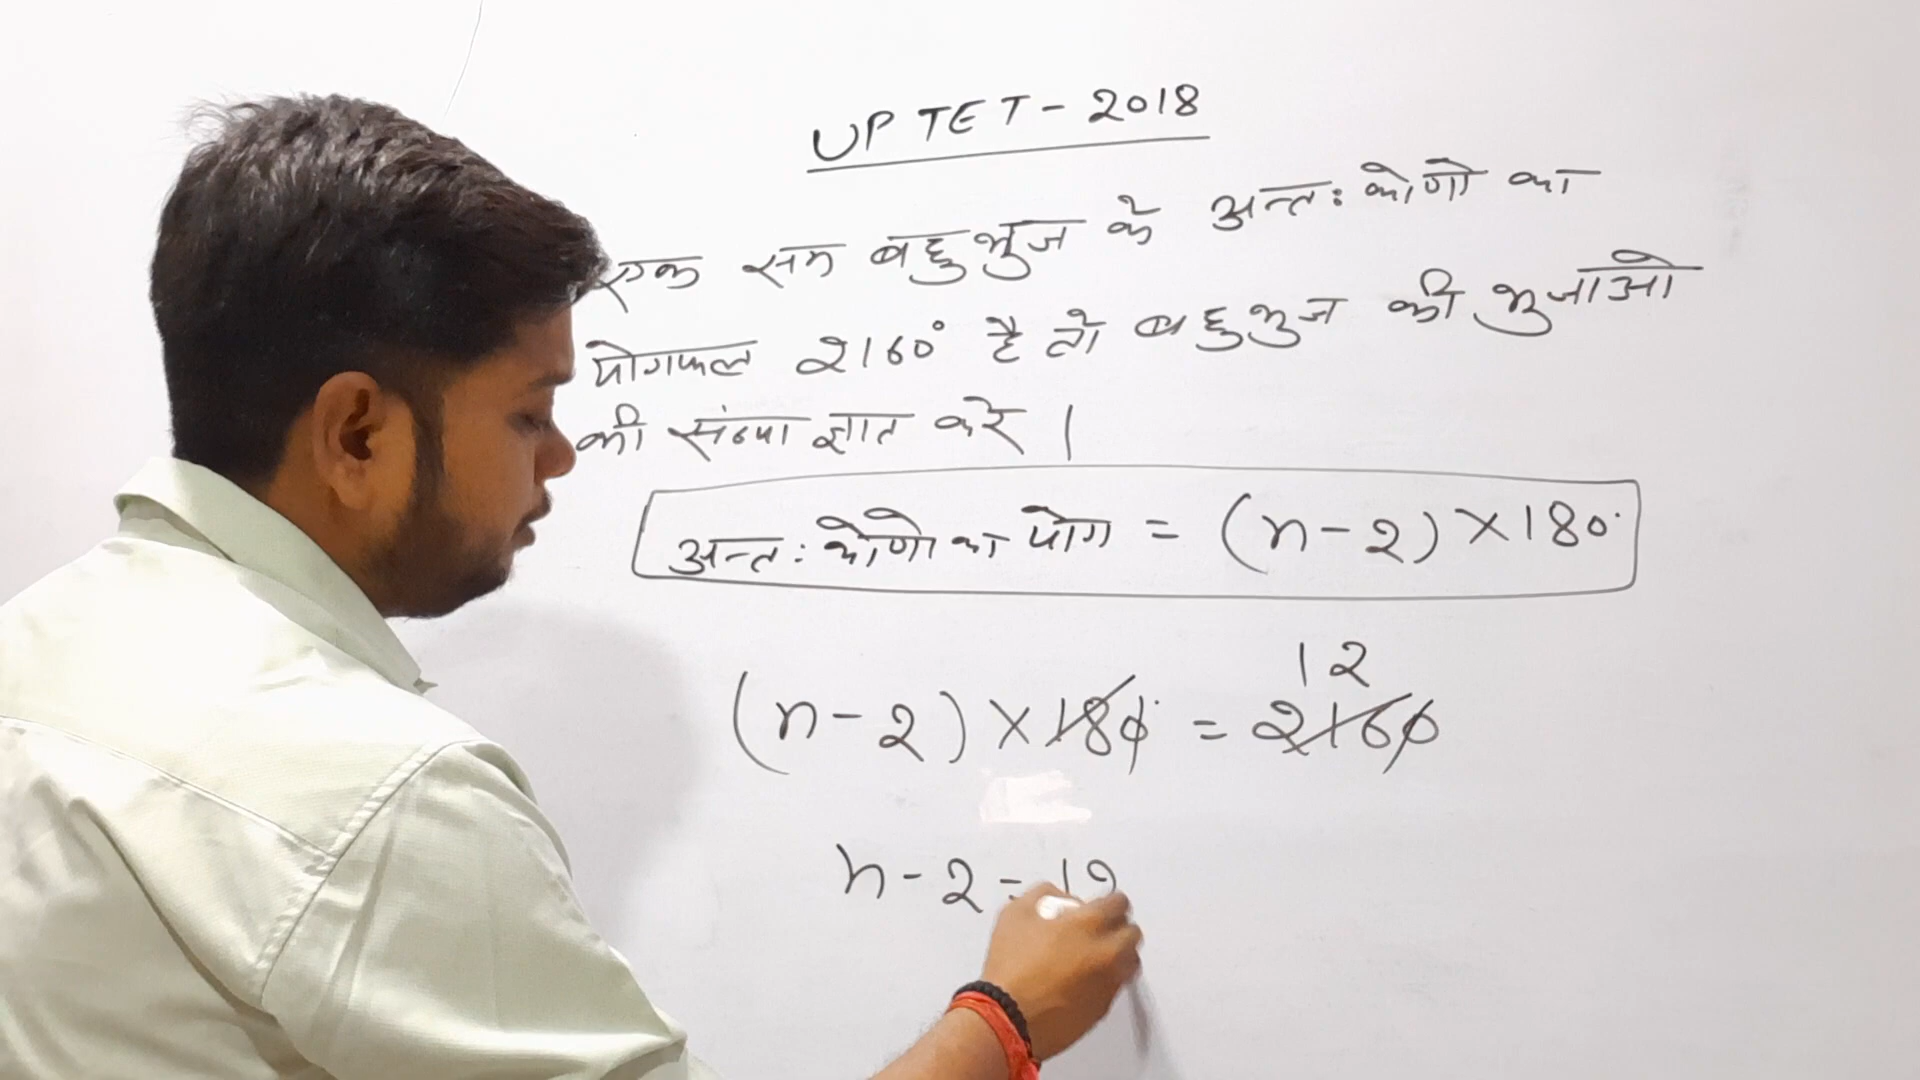 UP TET - 2018
एक सम बहुभुज के अन्तः कोणो का
योगफल 2160° है तो बहुभुज की भुजाओ
की संख्या ज्ञात करे |
अन्तः कोणो का योग = (n-2) × 180°
12
(n-2) × 180° = 2160
n-2 = 12